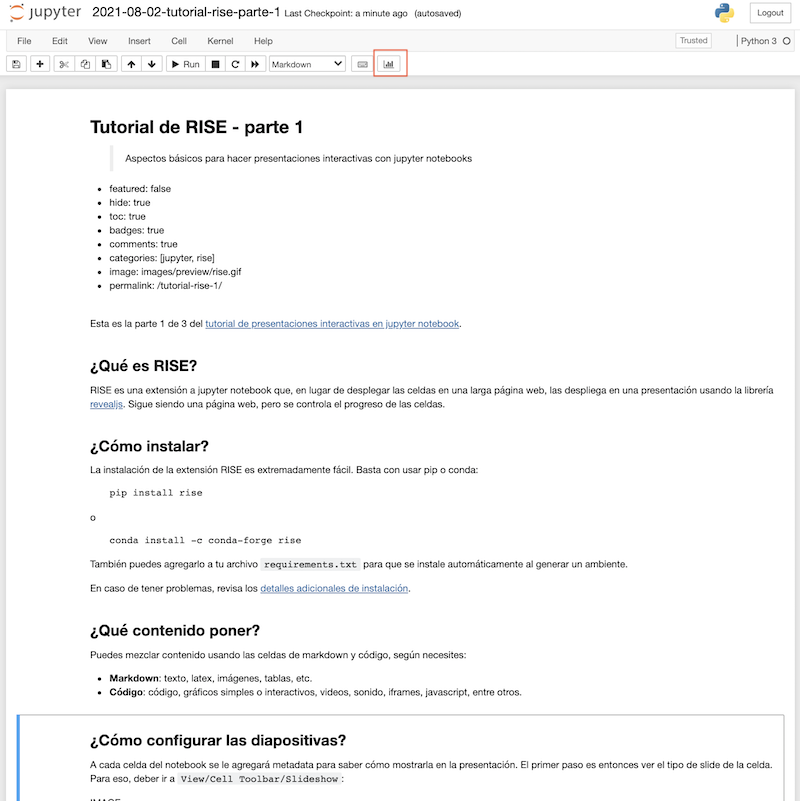 jupyter 2021-08-02-tutorial-rise-parte-1 Last Checkpoint: a minute ago (autosaved)
Logout
File Edit View Insert Cell Kernel Help
Trusted
Python 3
Run
Markdown
Tutorial de RISE - parte 1
Aspectos básicos para hacer presentaciones interactivas con jupyter notebooks
• featured: false
• hide: true
• toc: true
• badges: true
• comments: true
• categories: [jupyter, rise]
• image: images/preview/rise.gif
• permalink: /tutorial-rise-1/
Esta es la parte 1 de 3 del tutorial de presentaciones interactivas en jupyter notebook.
¿Qué es RISE?
RISE es una extensión a jupyter notebook que, en lugar de desplegar las celdas en una larga página web, las despliega en una presentación usando la librería
revealjs. Sigue siendo una página web, pero se controla el progreso de las celdas.
¿Cómo instalar?
La instalación de la extensión RISE es extremadamente fácil. Basta con usar pip o conda:
pip install rise
o
conda install -c conda-forge rise
También puedes agregarlo a tu archivo requirements.txt para que se instale automáticamente al generar un ambiente.
En caso de tener problemas, revisa los detalles adicionales de instalación.
¿Qué contenido poner?
Puedes mezclar contenido usando las celdas de markdown y código, según necesites:
• Markdown: texto, latex, imágenes, tablas, etc.
• Código: código, gráficos simples o interactivos, videos, sonido, iframes, javascript, entre otros.
¿Cómo configurar las diapositivas?
A cada celda del notebook se le agregará metadata para saber cómo mostrarla en la presentación. El primer paso es entonces ver el tipo de slide de la celda.
Para eso, deber ir a View/Cell Toolbar/Slideshow: